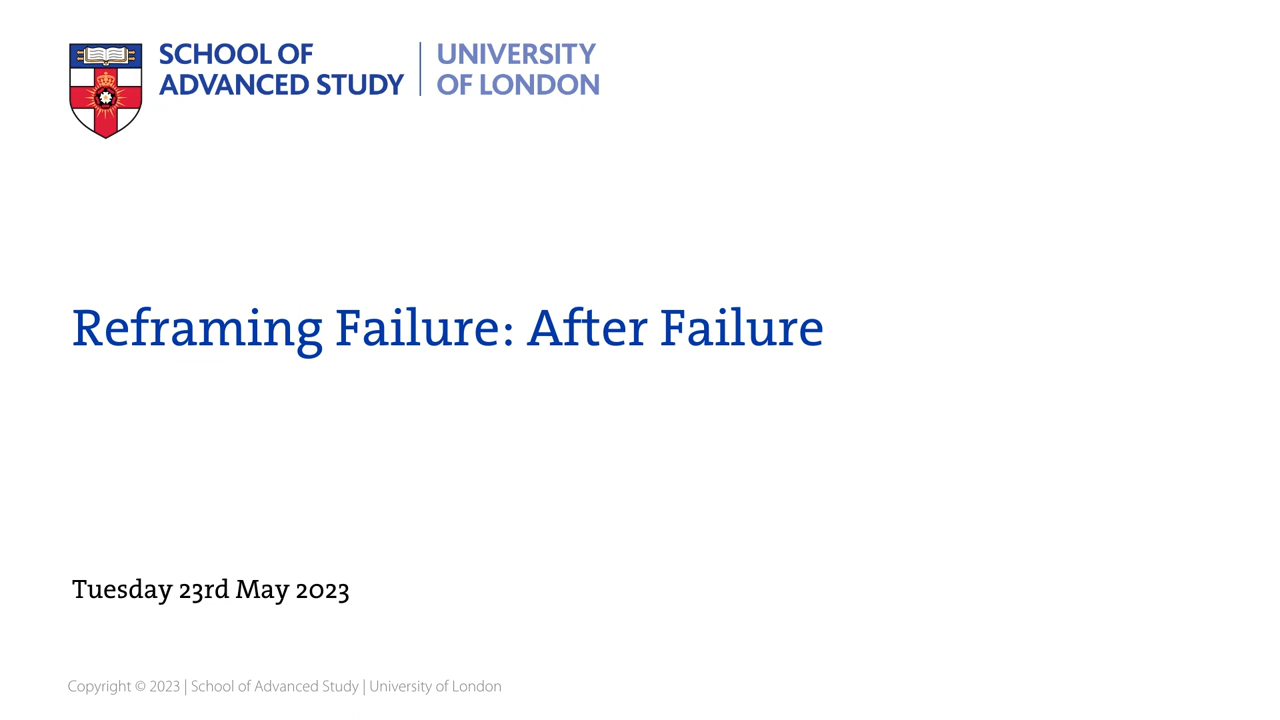 SCHOOL OF
ADVANCED STUDY
UNIVERSITY
OF LONDON
Reframing Failure: After Failure
Tuesday 23rd May 2023
Copyright © 2023 | School of Advanced Study | University of London